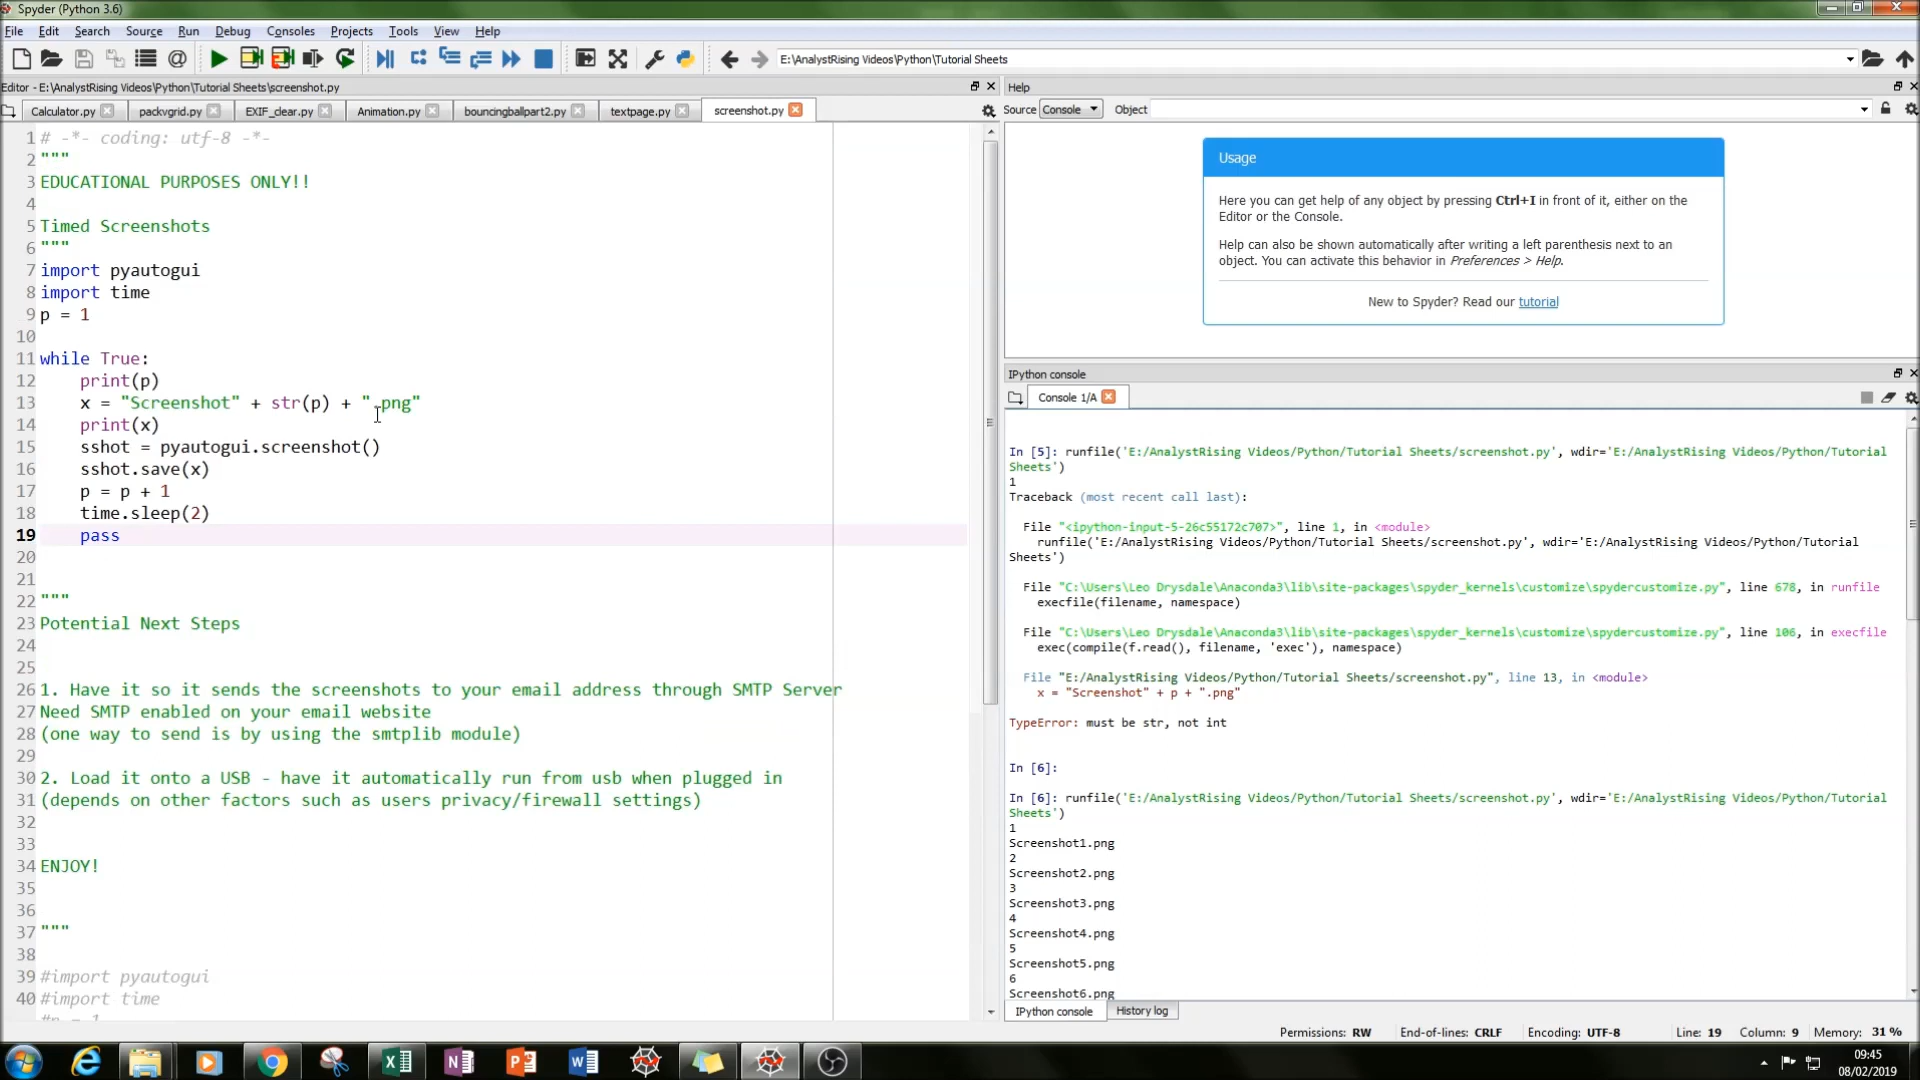 Spyder (Python 3.6)
File Edit Search Source Run Debug Consoles Projects Tools View Help
E:\AnalystRising Videos\Python\Tutorial Sheets
Editor - E:\AnalystRising Videos\Python\Tutorial Sheets\screenshot.py
Calculator.py packvgrid.py EXIF_clear.py Animation.py bouncingballpart2.py textpage.py screenshot.py
1 # -*- coding: utf-8 -*-
2 """
3 EDUCATIONAL PURPOSES ONLY!!
4
5 Timed Screenshots
6 """
7 import pyautogui
8 import time
9 p = 1
10
11 while True:
12 print(p)
13 x = "Screenshot" + str(p) + ".png"
14 print(x)
15 sshot = pyautogui.screenshot()
16 sshot.save(x)
17 p = p + 1
18 time.sleep(2)
19 pass
20
21
22 """
23 Potential Next Steps
24
25
26 1. Have it so it sends the screenshots to your email address through SMTP Server
27 Need SMTP enabled on your email website
28 (one way to send is by using the smtplib module)
29
30 2. Load it onto a USB - have it automatically run from usb when plugged in
31 (depends on other factors such as users privacy/firewall settings)
32
33
34 ENJOY!
35
36
37 """
38
39 #import pyautogui
40 #import time
#p = 1
Help
Source Console Object
Usage
Here you can get help of any object by pressing Ctrl+I in front of it, either on the
Editor or the Console.
Help can also be shown automatically after writing a left parenthesis next to an
object. You can activate this behavior in Preferences > Help.
New to Spyder? Read our tutorial
IPython console
Console 1/A
In [5]: runfile('E:/AnalystRising Videos/Python/Tutorial Sheets/screenshot.py', wdir='E:/AnalystRising Videos/Python/Tutorial
Sheets')
1
Traceback (most recent call last):
File "<ipython-input-5-26c55172c707>", line 1, in <module>
runfile('E:/AnalystRising Videos/Python/Tutorial Sheets/screenshot.py', wdir='E:/AnalystRising Videos/Python/Tutorial
Sheets')
File "C:\Users\Leo Drysdale\Anaconda3\lib\site-packages\spyder_kernels\customize\spydercustomize.py", line 678, in runfile
execfile(filename, namespace)
File "C:\Users\Leo Drysdale\Anaconda3\lib\site-packages\spyder_kernels\customize\spydercustomize.py", line 106, in execfile
exec(compile(f.read(), filename, 'exec'), namespace)
File "E:/AnalystRising Videos/Python/Tutorial Sheets/screenshot.py", line 13, in <module>
x = "Screenshot" + p + ".png"
TypeError: must be str, not int
In [6]:
In [6]: runfile('E:/AnalystRising Videos/Python/Tutorial Sheets/screenshot.py', wdir='E:/AnalystRising Videos/Python/Tutorial
Sheets')
1
Screenshot1.png
2
Screenshot2.png
3
Screenshot3.png
4
Screenshot4.png
5
Screenshot5.png
6
Screenshot6.png
IPython console History log
Permissions: RW End-of-lines: CRLF Encoding: UTF-8 Line: 19 Column: 9 Memory: 31 %
09:45
08/02/2019